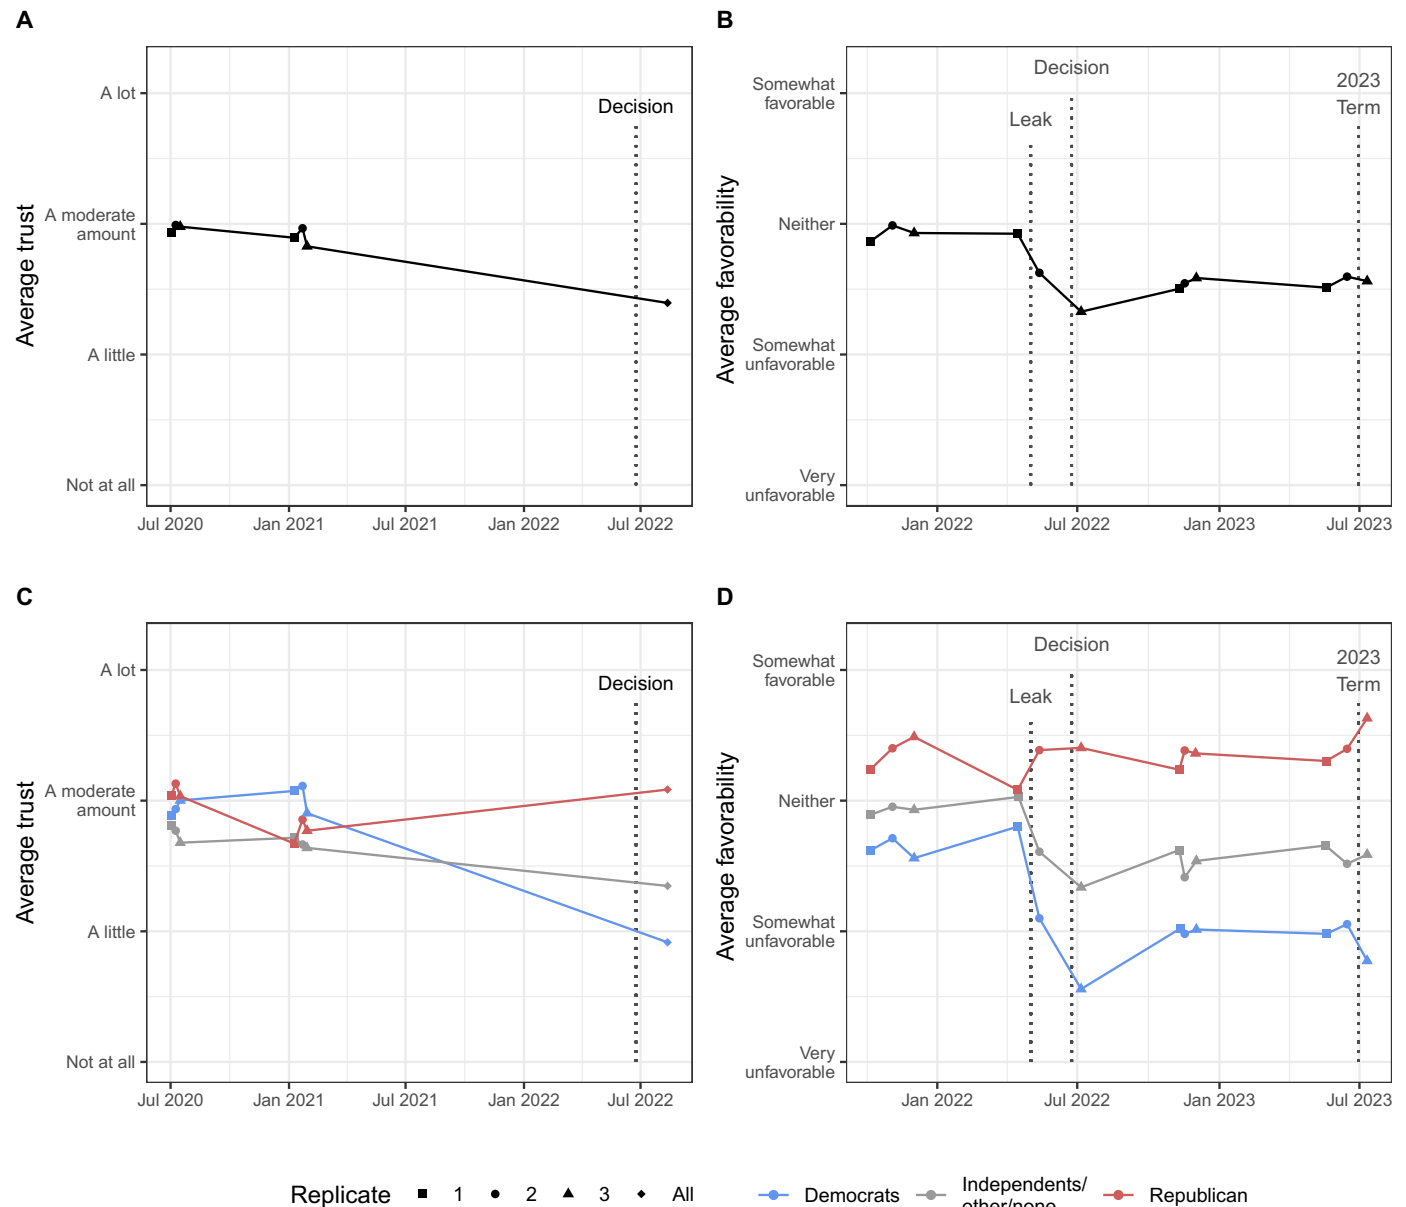 A
Average trust
A lot
A moderate
amount
A little
Not at all
Decision
Jul 2020
Jan 2021
Jul 2021
Jan 2022
Jul 2022
B
Average favorability
Somewhat
favorable
Neither
Somewhat
unfavorable
Very
unfavorable
Decision
Leak
2023
Term
Jan 2022
Jul 2022
Jan 2023
Jul 2023
C
Average trust
A lot
A moderate
amount
A little
Not at all
Decision
Jul 2020
Jan 2021
Jul 2021
Jan 2022
Jul 2022
D
Average favorability
Somewhat
favorable
Neither
Somewhat
unfavorable
Very
unfavorable
Decision
Leak
2023
Term
Jan 2022
Jul 2022
Jan 2023
Jul 2023
Replicate 1 2 3 All
Democrats
Independents/
other/none
Republican